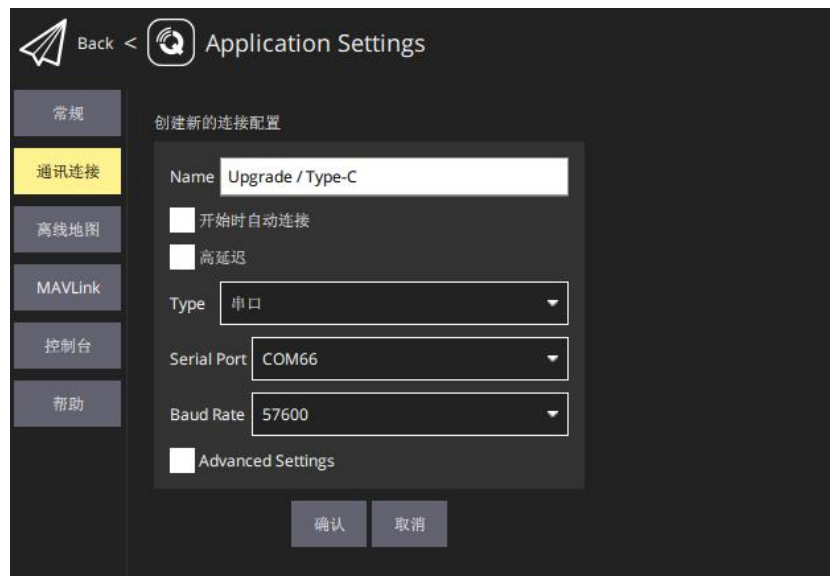 Back < Application Settings
常规
通讯连接
离线地图
MAVLink
控制台
帮助
创建新的连接配置
Name Upgrade / Type-C
开始时自动连接
高延迟
Type 串口
Serial Port COM66
Baud Rate 57600
Advanced Settings
确认 取消